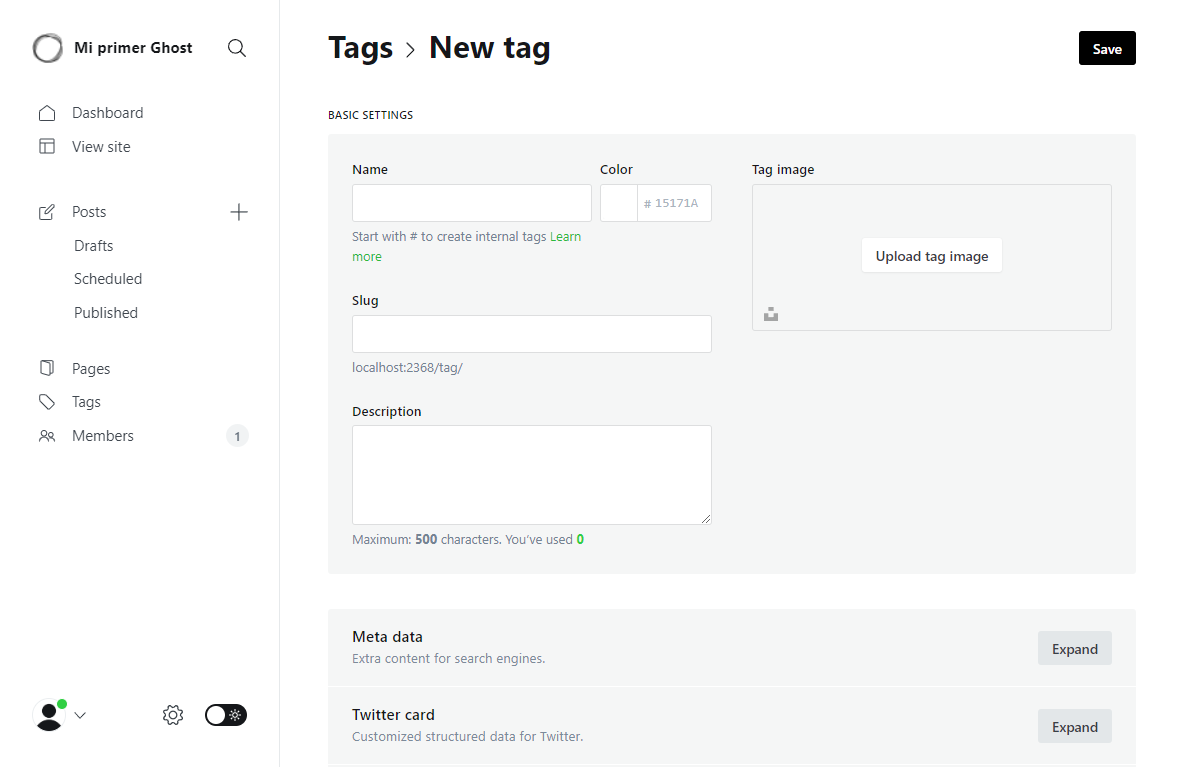 Mi primer Ghost
Dashboard
View site
Posts
Drafts
Scheduled
Published
Pages
Tags
Members
1
Tags > New tag
Save
BASIC SETTINGS
Name
Color
# 15171A
Start with # to create internal tags Learn
more
Slug
localhost:2368/tag/
Description
Maximum: 500 characters. You’ve used 0
Tag image
Upload tag image
Meta data
Extra content for search engines.
Expand
Twitter card
Customized structured data for Twitter.
Expand